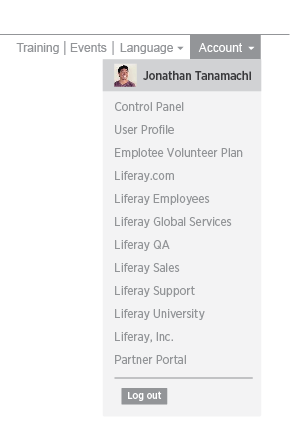 Training | Events | Language Account
Jonathan Tanamachi
Control Panel
User Profile
Emplotee Volunteer Plan
Liferay.com
Liferay Employees
Liferay Global Services
Liferay QA
Liferay Sales
Liferay Support
Liferay University
Liferay, Inc.
Partner Portal
Log out